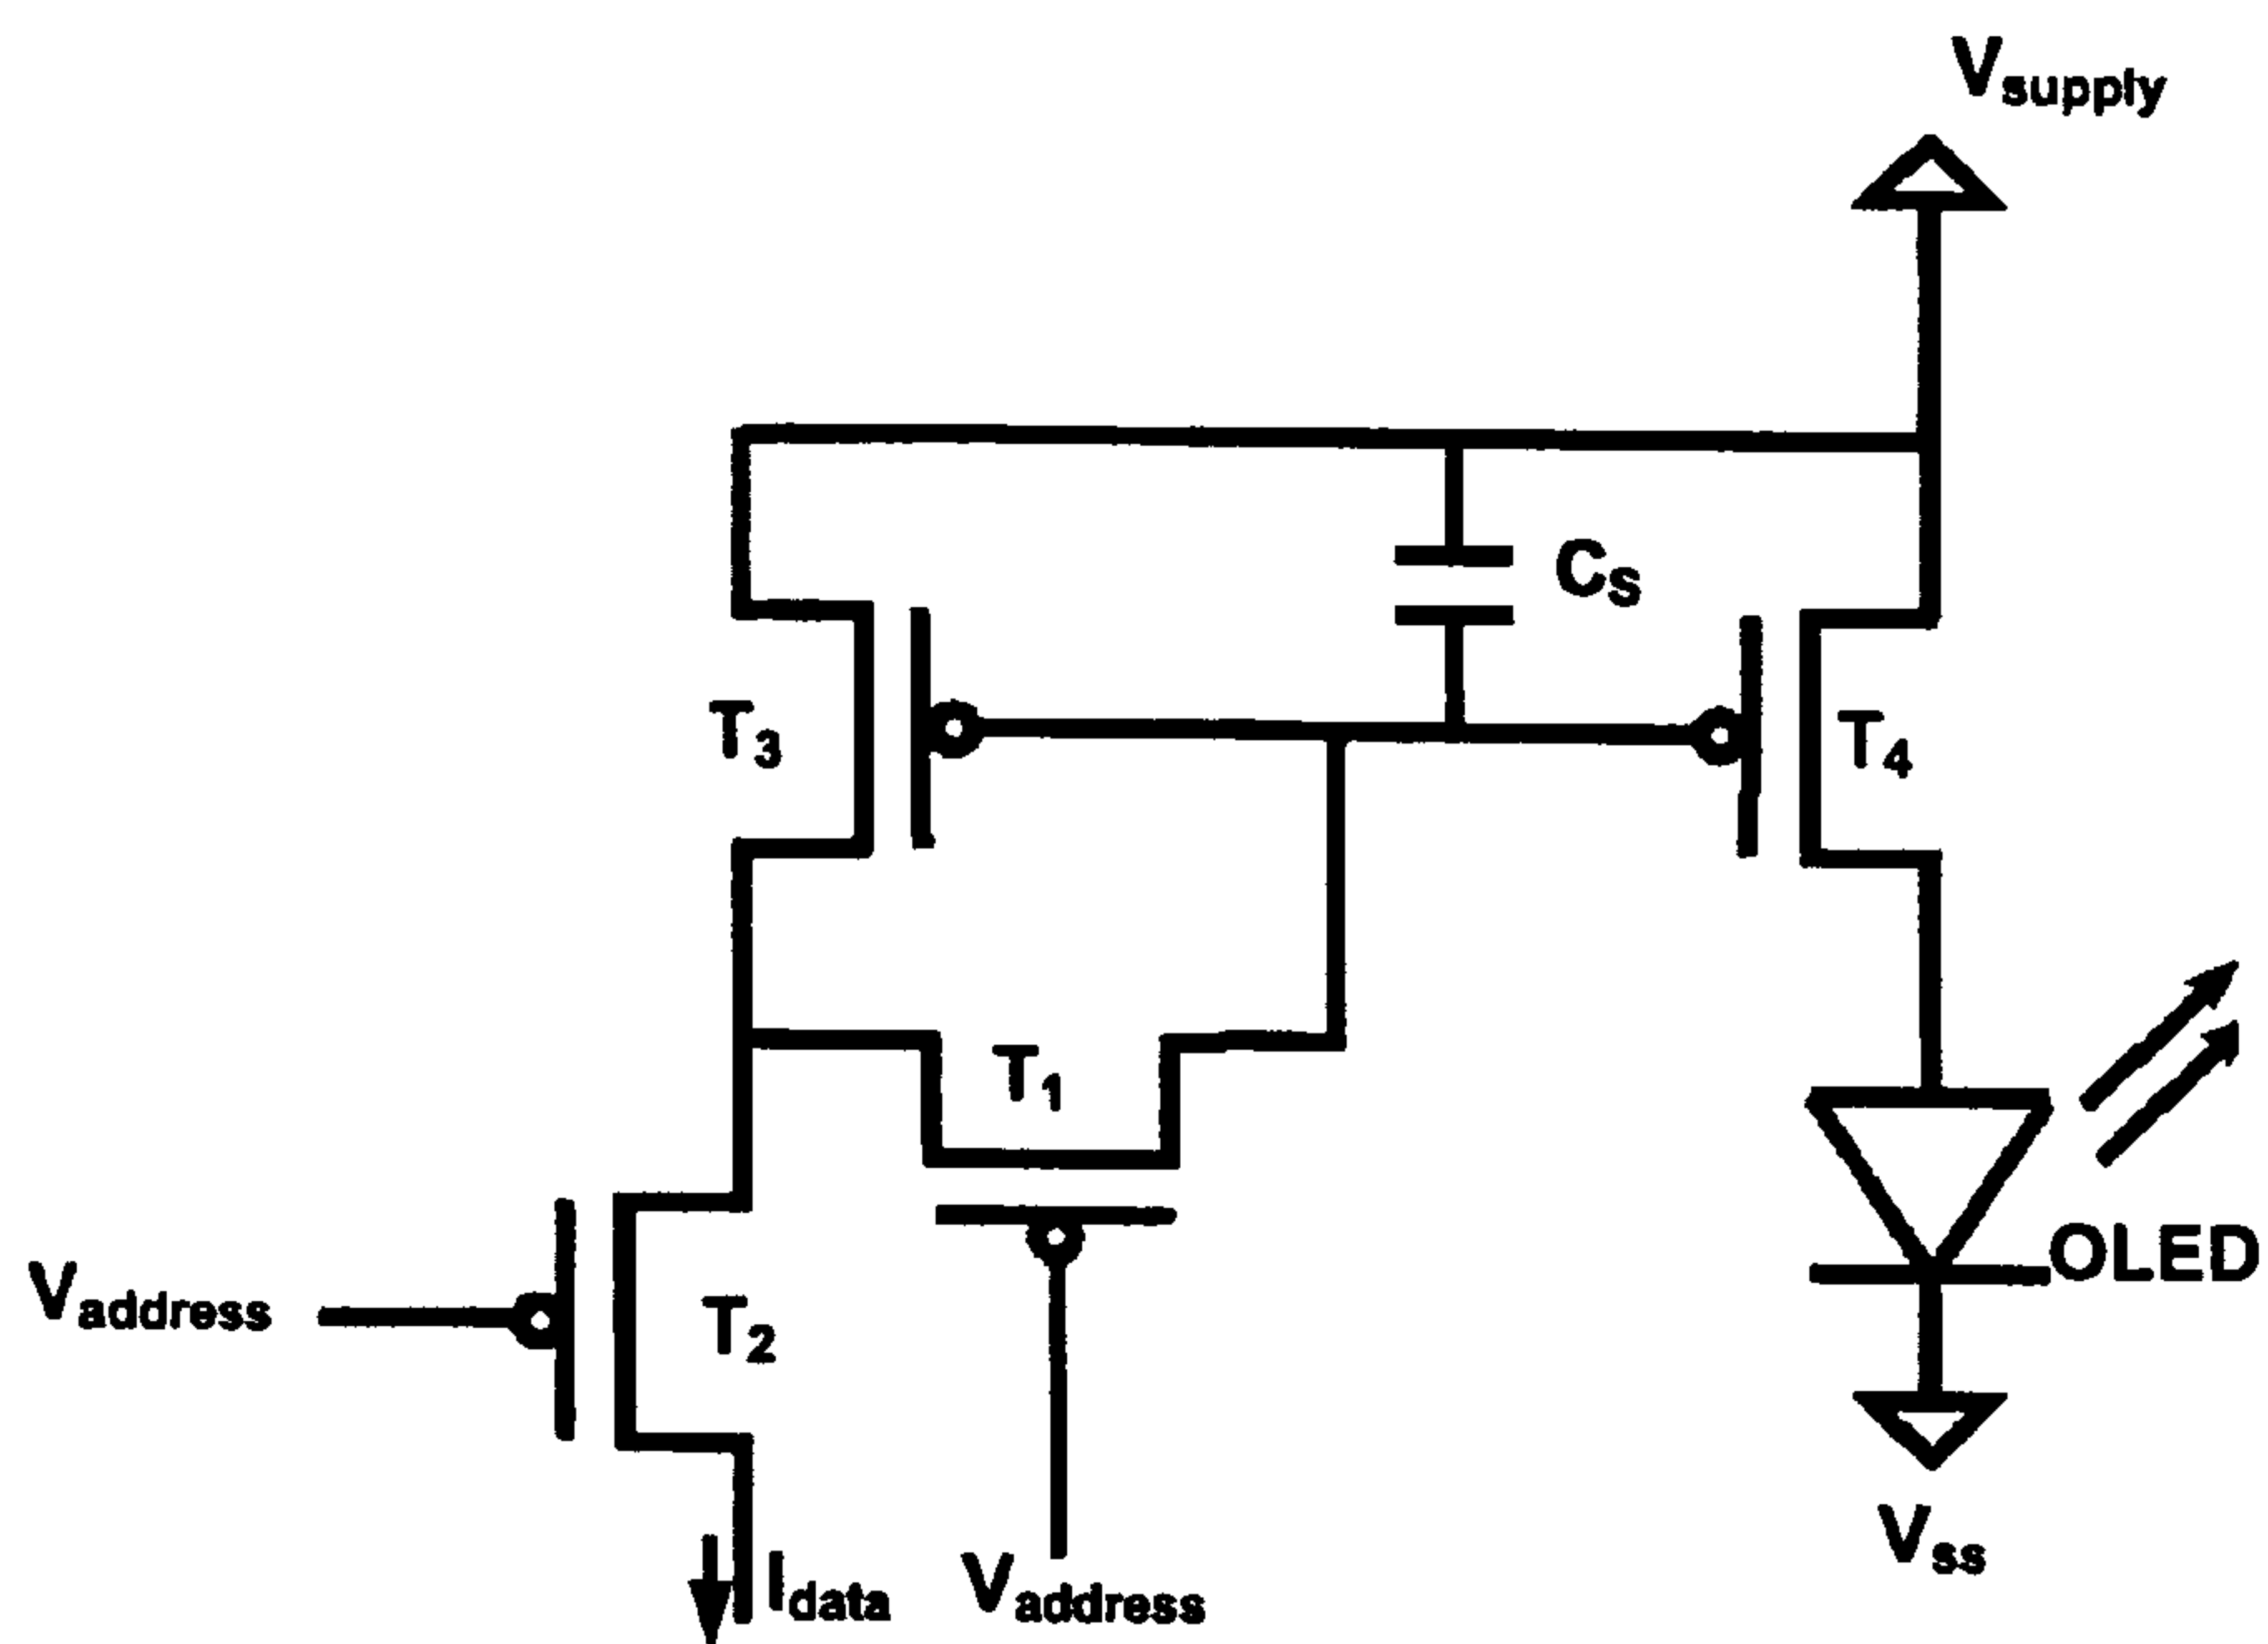 Vsupply
Cs
T3
T4
T1
OLED
Vaddress
T2
Vss
Idata
Vaddress